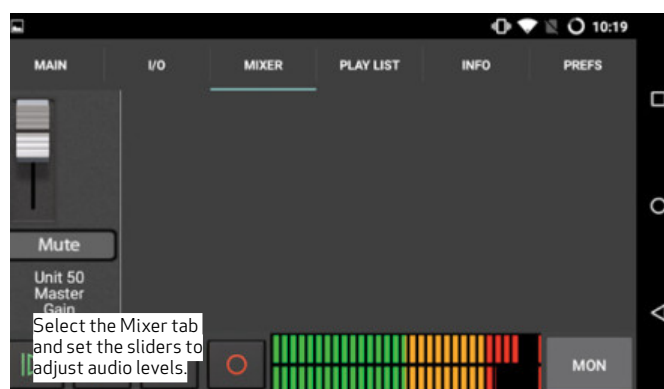 10:19
MAIN I/O MIXER PLAY LIST INFO PREFS
Mute
Unit 50
Master
Gain
Select the Mixer tab
and set the sliders to
adjust audio levels.
MON